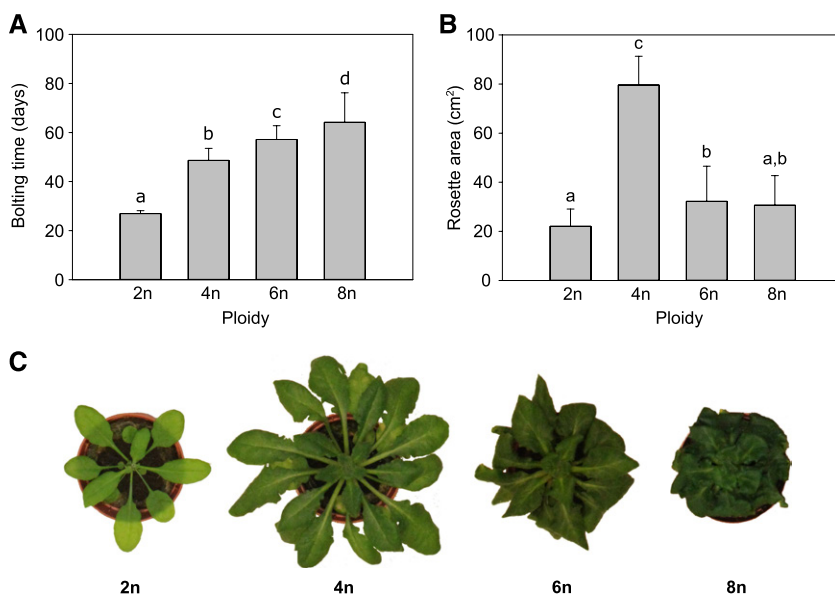 A
Bolting time (days)
100
80
60
40
20
0
a
b
c
d
2n
4n
6n
8n
Ploidy
B
Rosette area (cm²)
100
80
60
40
20
0
a
c
b
a,b
2n
4n
6n
8n
Ploidy
C
2n
4n
6n
8n